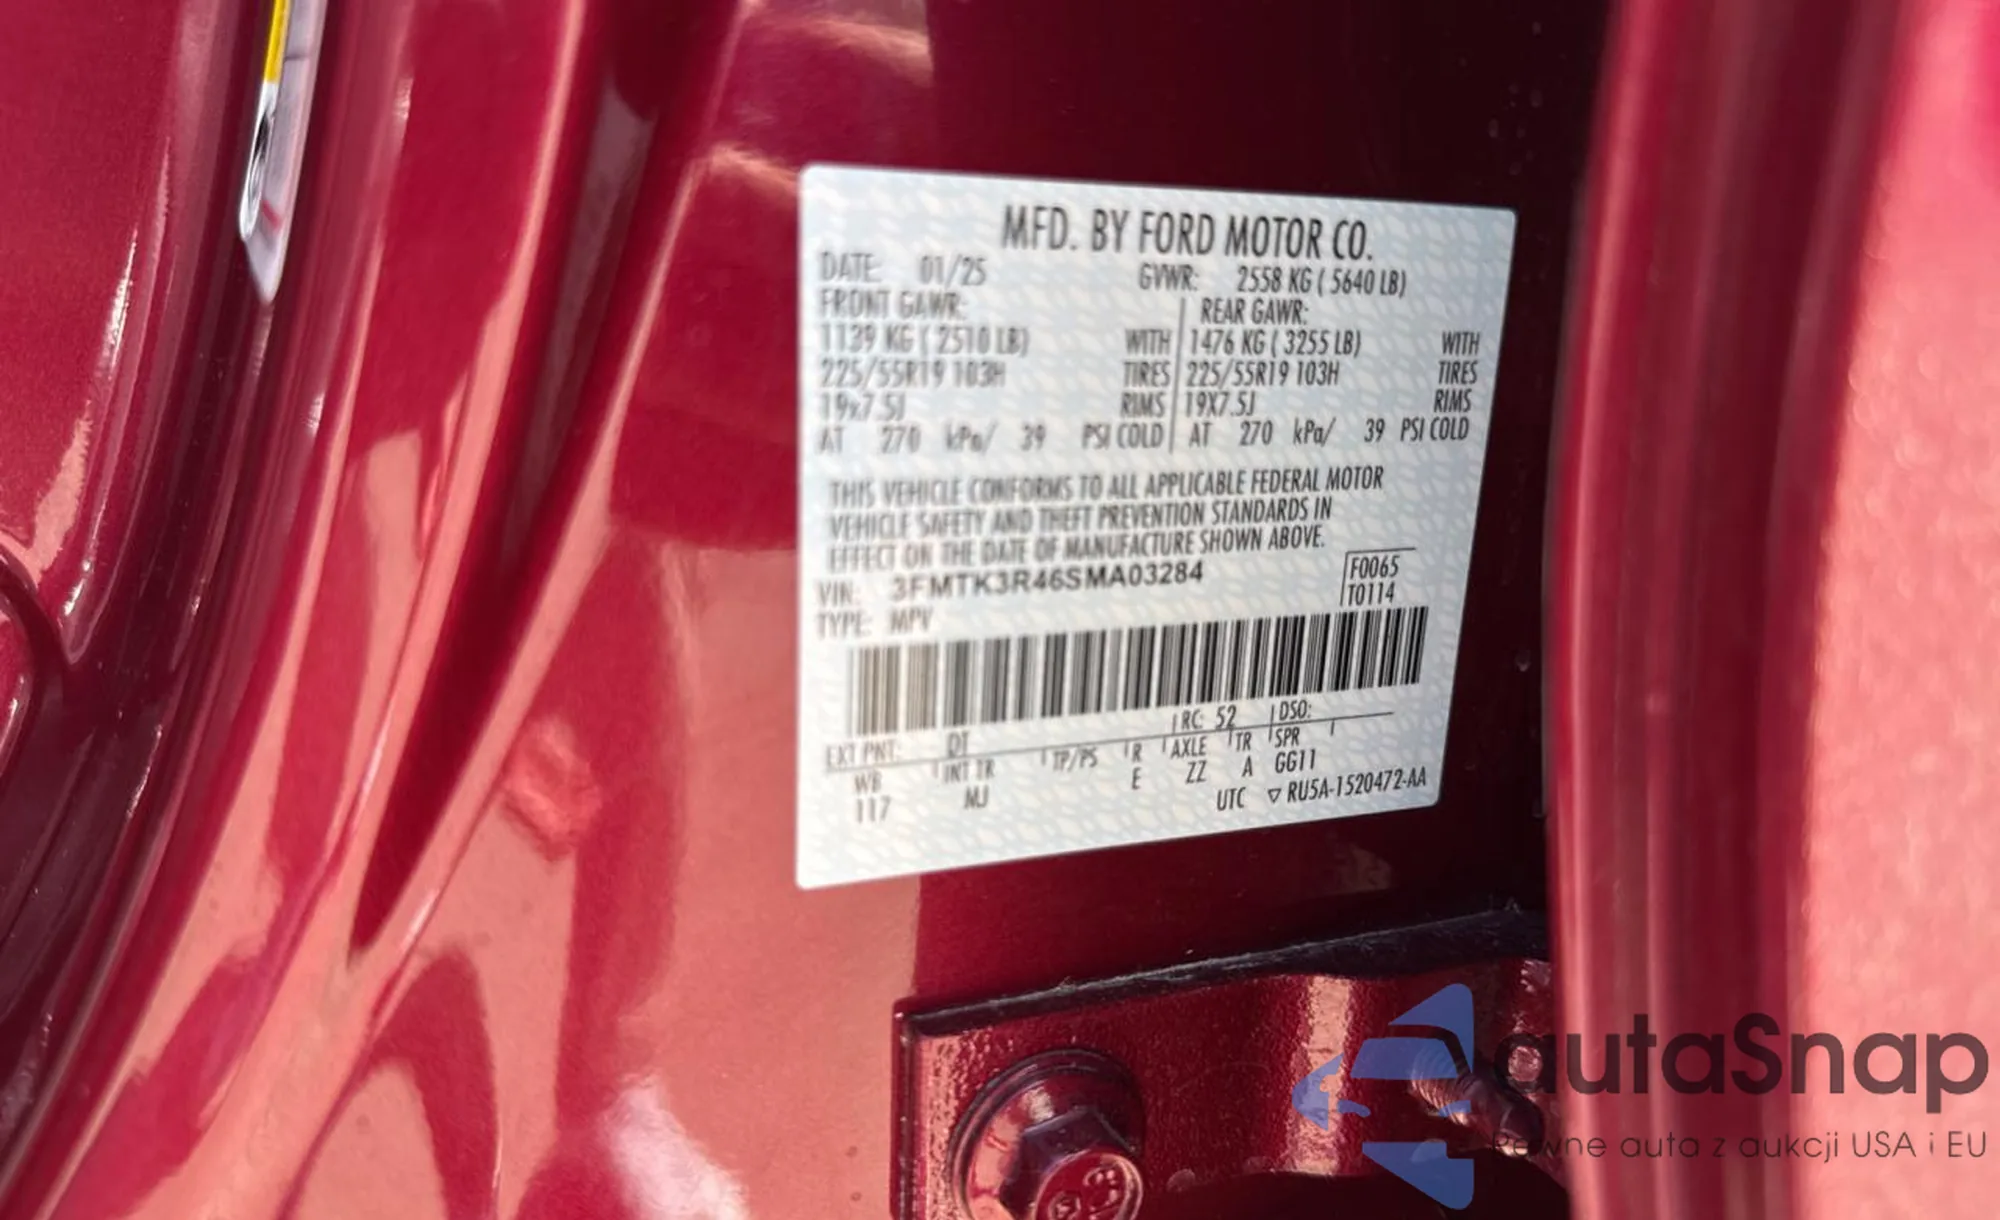 MFD. BY FORD MOTOR CO.
DATE: 01/25 GVWR: 2558 KG ( 5640 LB)
FRONT GAWR: REAR GAWR:
1139 KG ( 2510 LB) WITH 1476 KG ( 3255 LB) WITH
225/55R19 103H TIRES 225/55R19 103H TIRES
19x7.5J RIMS 19X7.5J RIMS
AT 270 kPa/ 39 PSI COLD AT 270 kPa/ 39 PSI COLD
THIS VEHICLE CONFORMS TO ALL APPLICABLE FEDERAL MOTOR
VEHICLE SAFETY AND THEFT PREVENTION STANDARDS IN
EFFECT ON THE DATE OF MANUFACTURE SHOWN ABOVE.
VIN: 3FMTK3R46SMA03284 F0065
TYPE: MPV T0114
EXT PNT: DT RC: 52 DSO:
WB INT TR TP/PS R AXLE TR SPR
117 MJ E ZZ A GG11
UTC ▽ RU5A-1520472-AA
autaSnap
Pewne auta z aukcji USA i EU